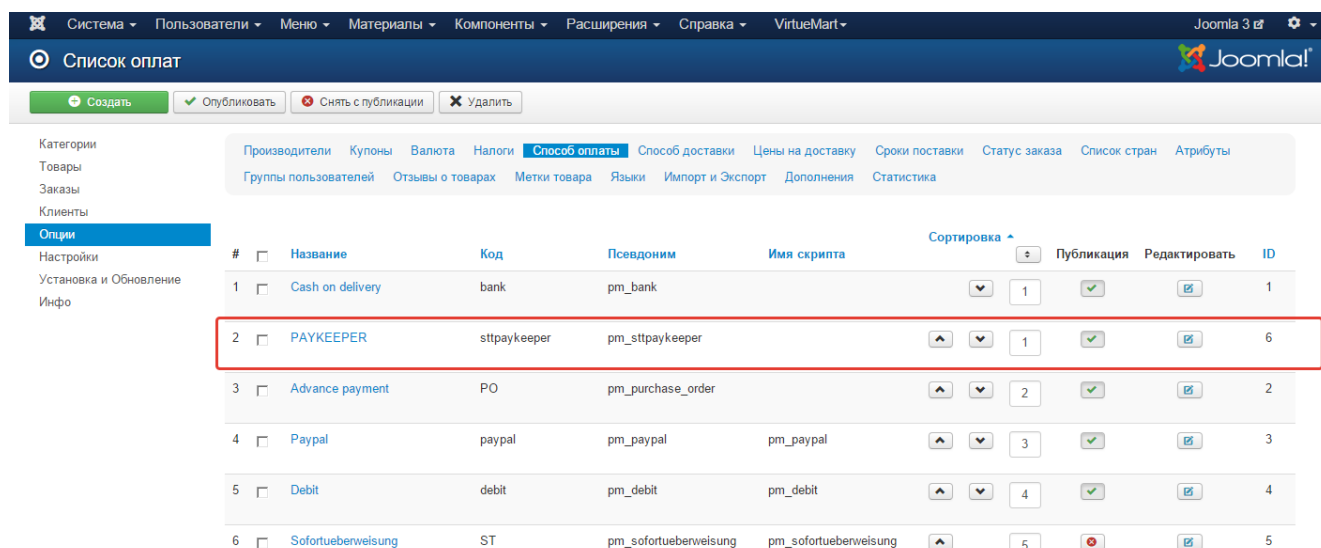 Система Пользователи Меню Материалы Компоненты Расширения Справка VirtueMart Joomla 3
Список оплат Joomla!
Создать Опубликовать Снять с публикации Удалить
Категории
Товары
Заказы
Клиенты
Опции
Настройки
Установка и Обновление
Инфо
Производители Купоны Валюта Налоги Способ оплаты Способ доставки Цены на доставку Сроки поставки Статус заказа Список стран Атрибуты
Группы пользователей Отзывы о товарах Метки товара Языки Импорт и Экспорт Дополнения Статистика
# Название Код Псевдоним Имя скрипта Сортировка Публикация Редактировать ID
1 Cash on delivery bank pm_bank 1 1
2 PAYKEEPER sttpaykeeper pm_sttpaykeeper 1 6
3 Advance payment PO pm_purchase_order 2 2
4 Paypal paypal pm_paypal pm_paypal 3 3
5 Debit debit pm_debit pm_debit 4 4
6 Sofortueberweisung ST pm_sofortueberweisung pm_sofortueberweisung 5 5